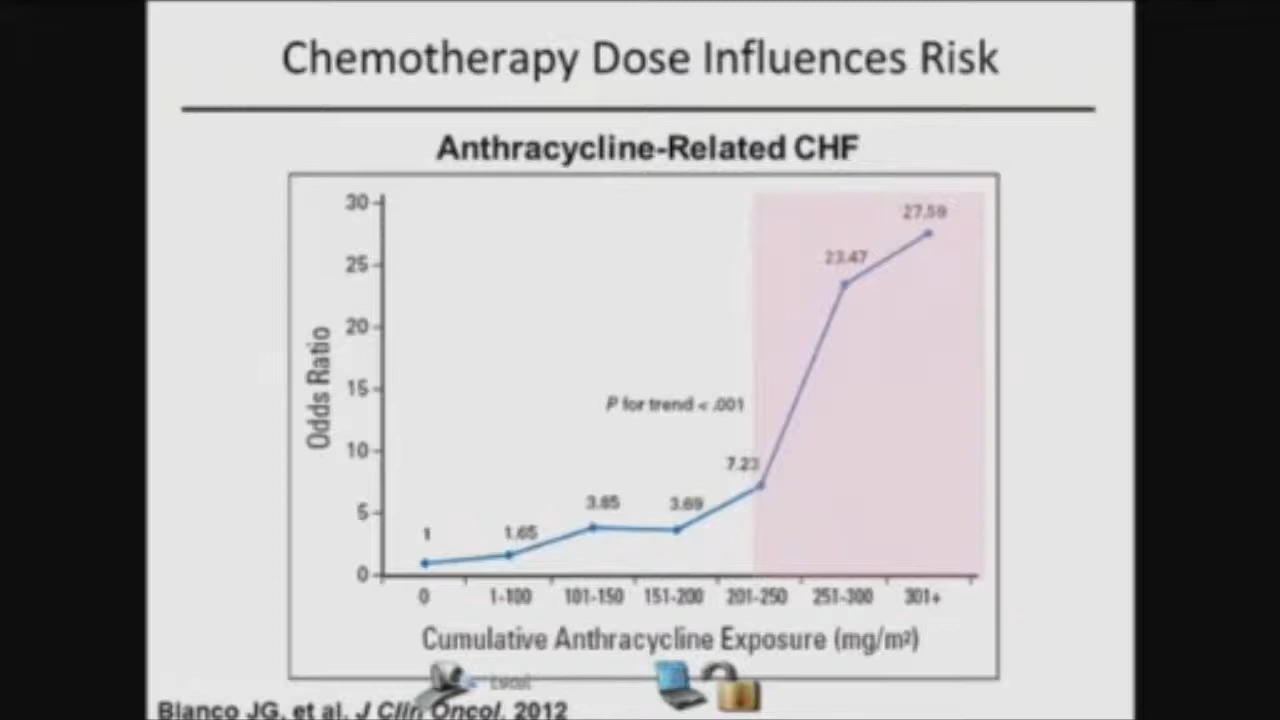 Chemotherapy Dose Influences Risk
Anthracycline-Related CHF
30
27.59
25
23.47
20
Odds Ratio
15
P for trend < .001
10
7.23
5
3.85
3.69
1
1.65
0
0 1-100 101-150 151-200 201-250 251-300 301+
Cumulative Anthracycline Exposure (mg/m²)
Blanco JG, et al. J Clin Oncol. 2012